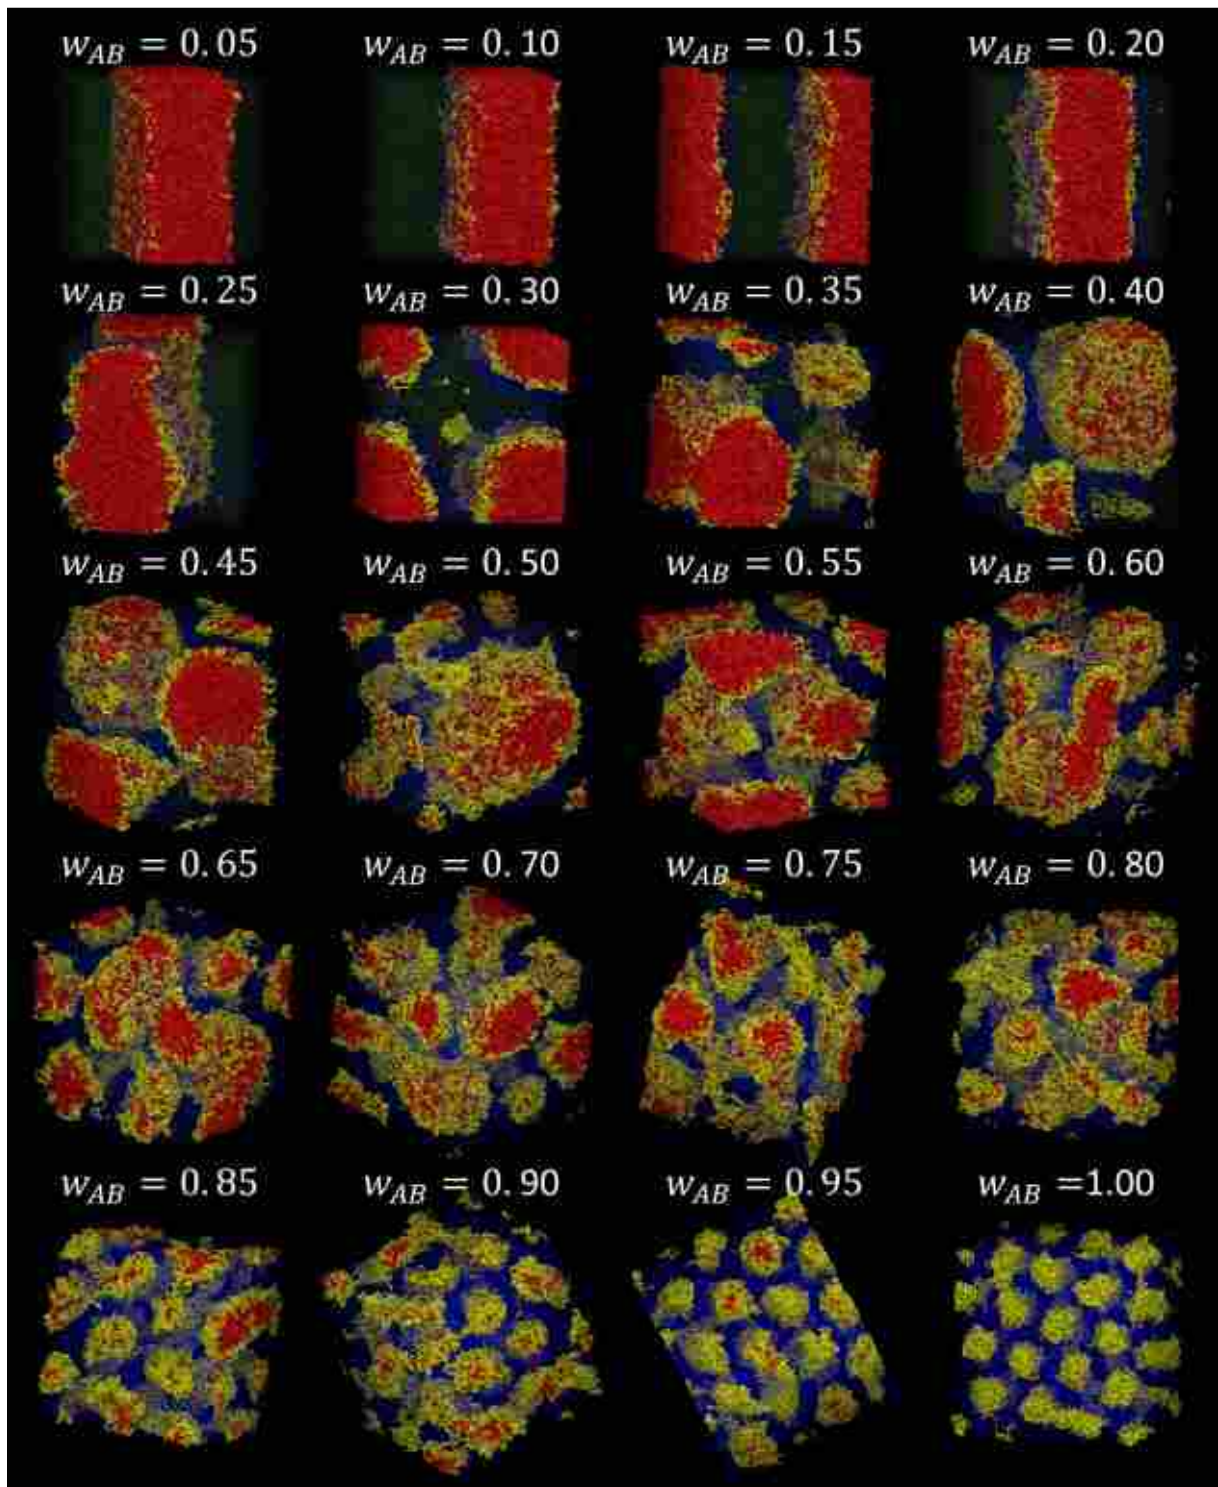 w_AB = 0.05 w_AB = 0.10 w_AB = 0.15 w_AB = 0.20
w_AB = 0.25 w_AB = 0.30 w_AB = 0.35 w_AB = 0.40
w_AB = 0.45 w_AB = 0.50 w_AB = 0.55 w_AB = 0.60
w_AB = 0.65 w_AB = 0.70 w_AB = 0.75 w_AB = 0.80
w_AB = 0.85 w_AB = 0.90 w_AB = 0.95 w_AB =1.00